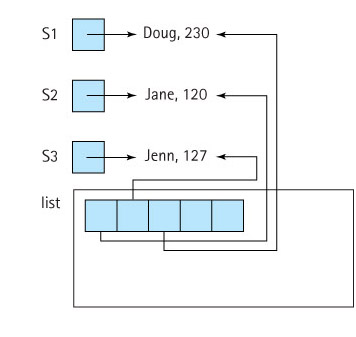 S1 Doug, 230
S2 Jane, 120
S3 Jenn, 127
list